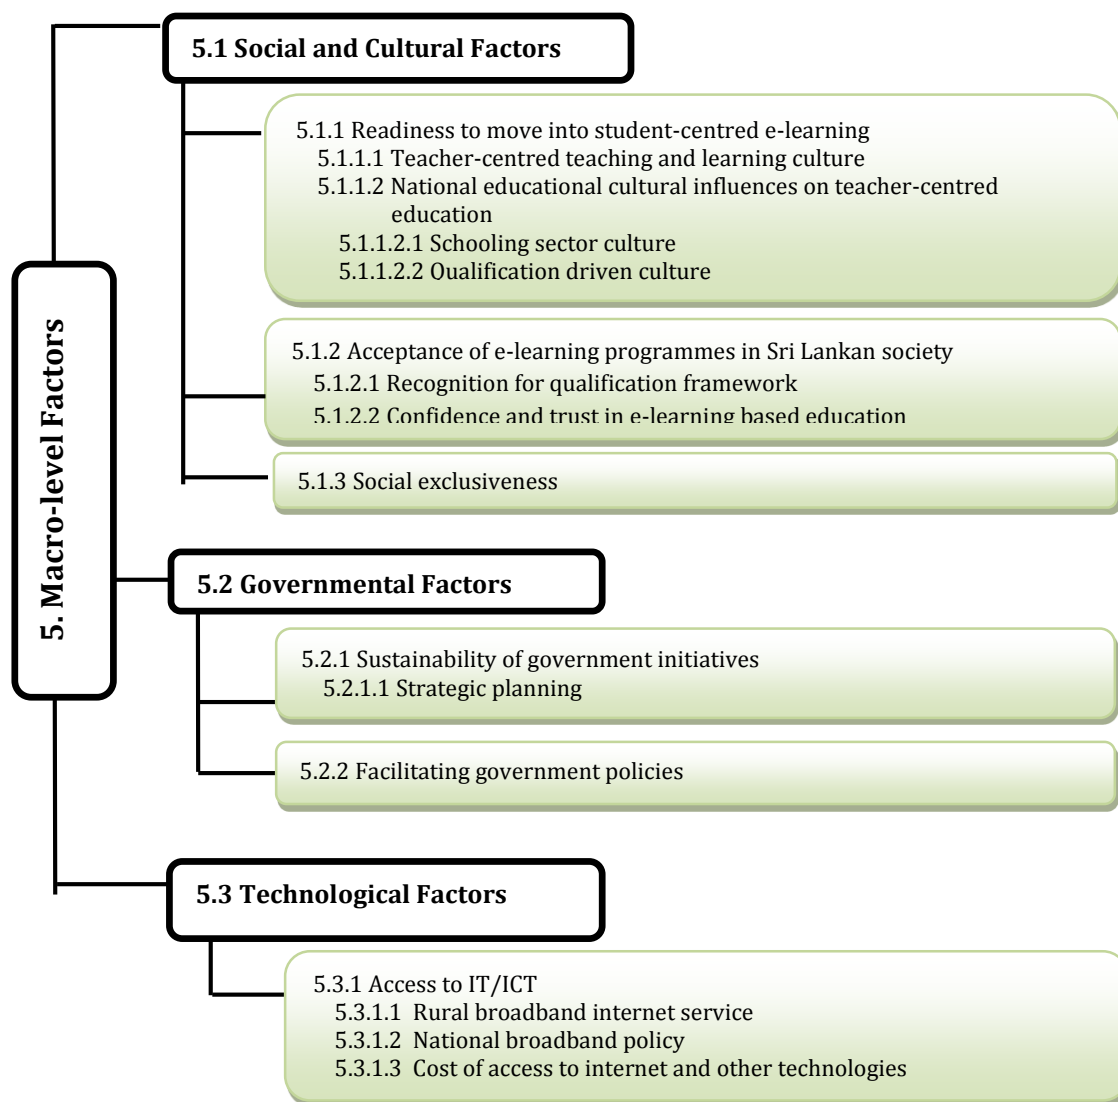 5. Macro-level Factors
5.1 Social and Cultural Factors
5.1.1 Readiness to move into student-centred e-learning
5.1.1.1 Teacher-centred teaching and learning culture
5.1.1.2 National educational cultural influences on teacher-centred
education
5.1.1.2.1 Schooling sector culture
5.1.1.2.2 Qualification driven culture
5.1.2 Acceptance of e-learning programmes in Sri Lankan society
5.1.2.1 Recognition for qualification framework
5.1.2.2 Confidence and trust in e-learning based education
5.1.3 Social exclusiveness
5.2 Governmental Factors
5.2.1 Sustainability of government initiatives
5.2.1.1 Strategic planning
5.2.2 Facilitating government policies
5.3 Technological Factors
5.3.1 Access to IT/ICT
5.3.1.1 Rural broadband internet service
5.3.1.2 National broadband policy
5.3.1.3 Cost of access to internet and other technologies